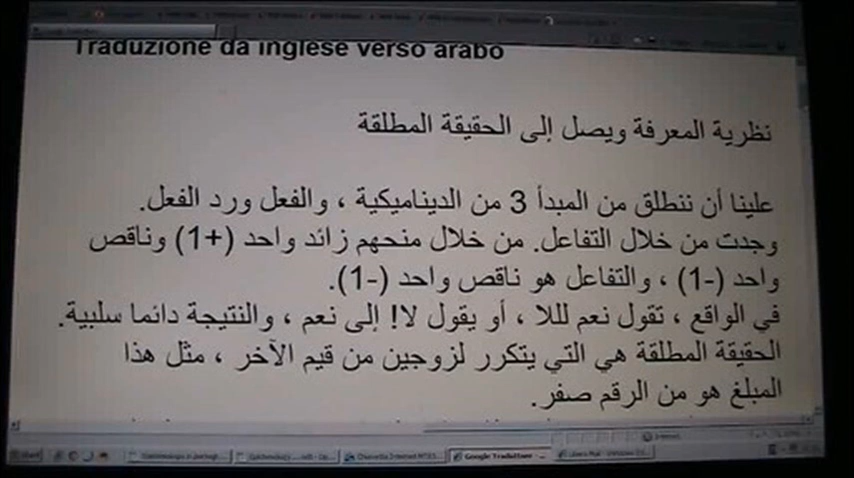 Traduzione da inglese verso arabo
نظرية المعرفة ويصل إلى الحقيقة المطلقة
علينا أن ننطلق من المبدأ 3 من الديناميكية ، والفعل ورد الفعل.
وجدت من خلال التفاعل. من خلال منحهم زائد واحد (+1) وناقص
واحد (-1) ، والتفاعل هو ناقص واحد (-1).
في الواقع ، تقول نعم للا ، أو يقول لا! إلى نعم ، والنتيجة دائما سلبية.
الحقيقة المطلقة هي التي يتكرر لزوجين من قيم الآخر ، مثل هذا
المبلغ هو من الرقم صفر.
Google Traduttore